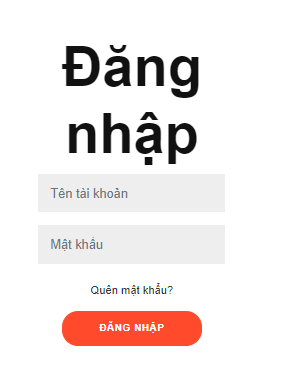 Đăng
nhập
Tên tài khoản
Mật khẩu
Quên mật khẩu?
ĐĂNG NHẬP